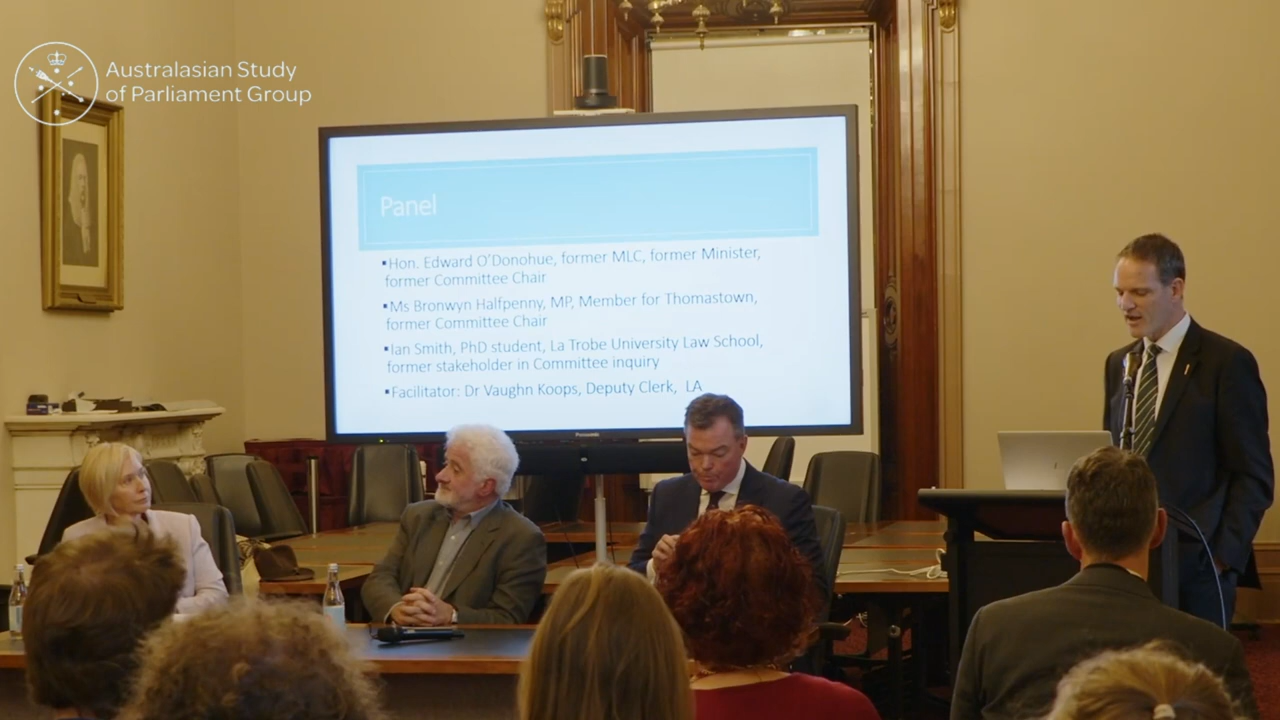 Australasian Study
of Parliament Group
Panel
▪Hon. Edward O'Donohue, former MLC, former Minister,
former Committee Chair
▪Ms Bronwyn Halfpenny, MP, Member for Thomastown,
former Committee Chair
▪Ian Smith, PhD student, La Trobe University Law School,
former stakeholder in Committee inquiry
▪Facilitator: Dr Vaughn Koops, Deputy Clerk, LA
Panasonic